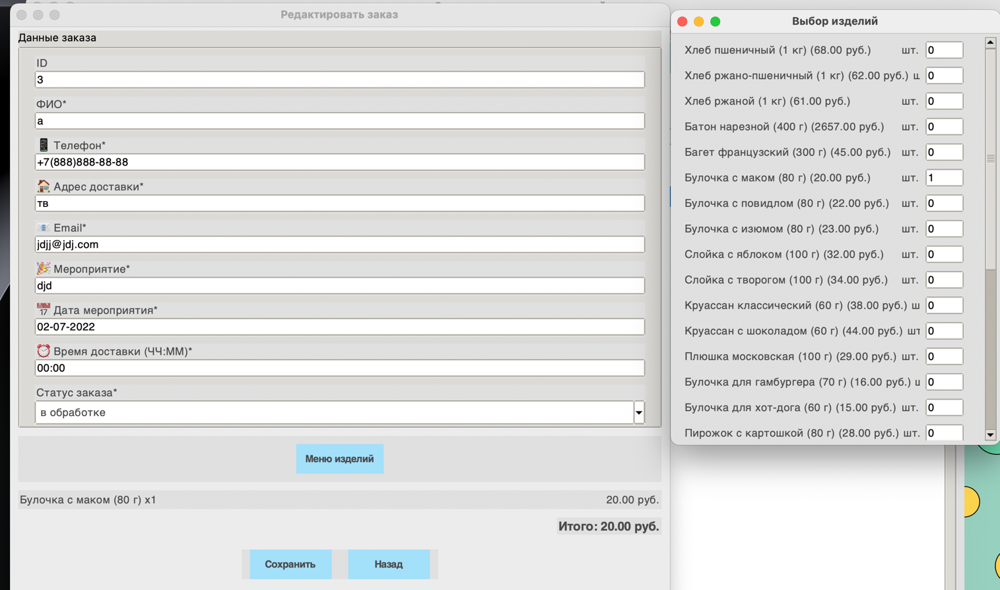 Редактировать заказ
Данные заказа
ID
3
ФИО*
а
Телефон*
+7(888)888-88-88
Адрес доставки*
тв
Email*
jdjj@jdj.com
Мероприятие*
djd
17 Дата мероприятия*
02-07-2022
Время доставки (ЧЧ:ММ)*
00:00
Статус заказа*
в обработке
Меню изделий
Булочка с маком (80 г) x1 20.00 руб.
Итого: 20.00 руб.
Сохранить Назад
Выбор изделий
Хлеб пшеничный (1 кг) (68.00 руб.) шт. 0
Хлеб ржано-пшеничный (1 кг) (62.00 руб.) ш 0
Хлеб ржаной (1 кг) (61.00 руб.) шт. 0
Батон нарезной (400 г) (2657.00 руб.) шт. 0
Багет французский (300 г) (45.00 руб.) шт. 0
Булочка с маком (80 г) (20.00 руб.) шт. 1
Булочка с повидлом (80 г) (22.00 руб.) шт. 0
Булочка с изюмом (80 г) (23.00 руб.) шт. 0
Слойка с яблоком (100 г) (32.00 руб.) шт. 0
Слойка с творогом (100 г) (34.00 руб.) шт. 0
Круассан классический (60 г) (38.00 руб.) ш 0
Круассан с шоколадом (60 г) (44.00 руб.) шт 0
Плюшка московская (100 г) (29.00 руб.) шт. 0
Булочка для гамбургера (70 г) (16.00 руб.) ш 0
Булочка для хот-дога (60 г) (15.00 руб.) шт. 0
Пирожок с картошкой (80 г) (28.00 руб.) шт. 0